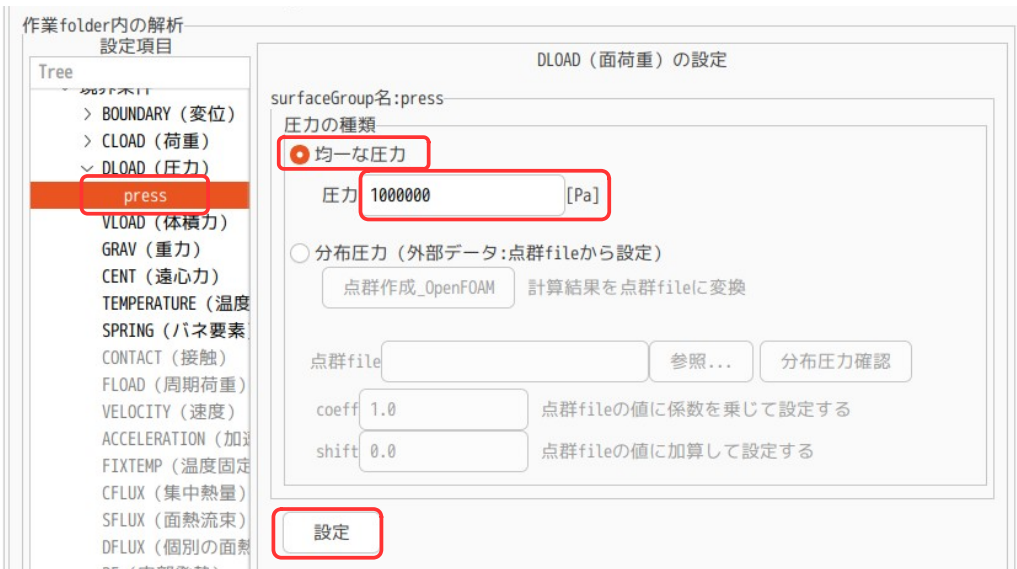 作業folder内の解析
設定項目
Tree
境界条件
> BOUNDARY (変位)
> CLOAD (荷重)
DLOAD (圧力)
press
VLOAD (体積力)
GRAV (重力)
CENT (遠心力)
TEMPERATURE (温度
SPRING (バネ要素
CONTACT (接触)
FLOAD (周期荷重)
VELOCITY (速度)
ACCELERATION (加速
FIXTEMP (温度固定
CFLUX (集中熱量)
SFLUX (面熱流束)
DFLUX (個別の面熱
DLOAD (面荷重) の設定
surfaceGroup名:press
圧力の種類
均一な圧力
圧力 1000000 [Pa]
分布圧力 (外部データ:点群fileから設定)
点群作成_OpenFOAM 計算結果を点群fileに変換
点群file 参照... 分布圧力確認
coeff 1.0 点群fileの値に係数を乗じて設定する
shift 0.0 点群fileの値に加算して設定する
設定